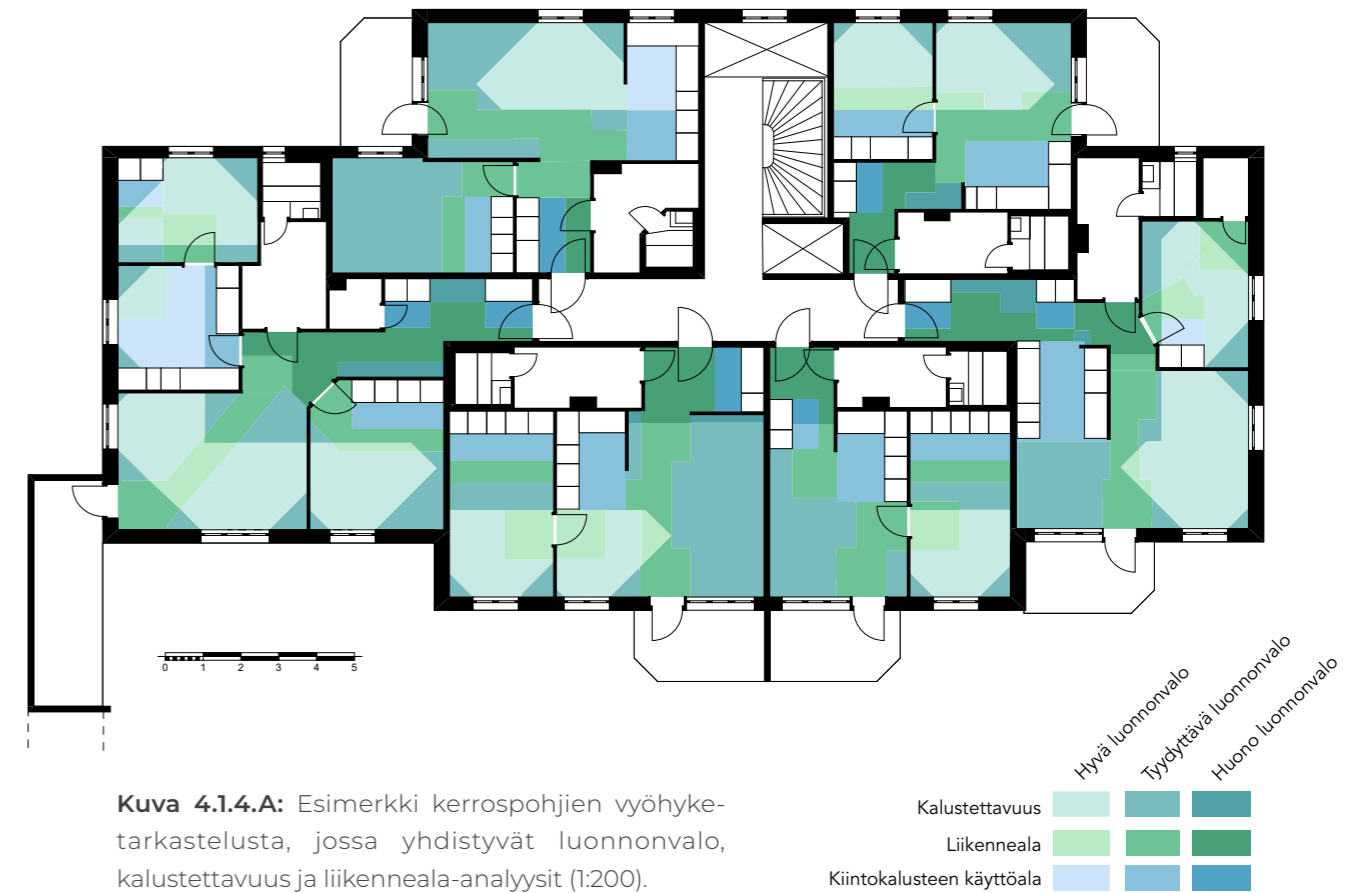 0 1 2 3 4 5
Kuva 4.1.4.A: Esimerkki kerrospohjien vyöhyke-
tarkastelusta, jossa yhdistyvät luonnonvalo,
kalustettavuus ja liikenneala-analyysit (1:200).
Hyvä luonnonvalo
Tyydyttävä luonnonvalo
Huono luonnonvalo
Kalustettavuus
Liikenneala
Kiintokalusteen käyttöala